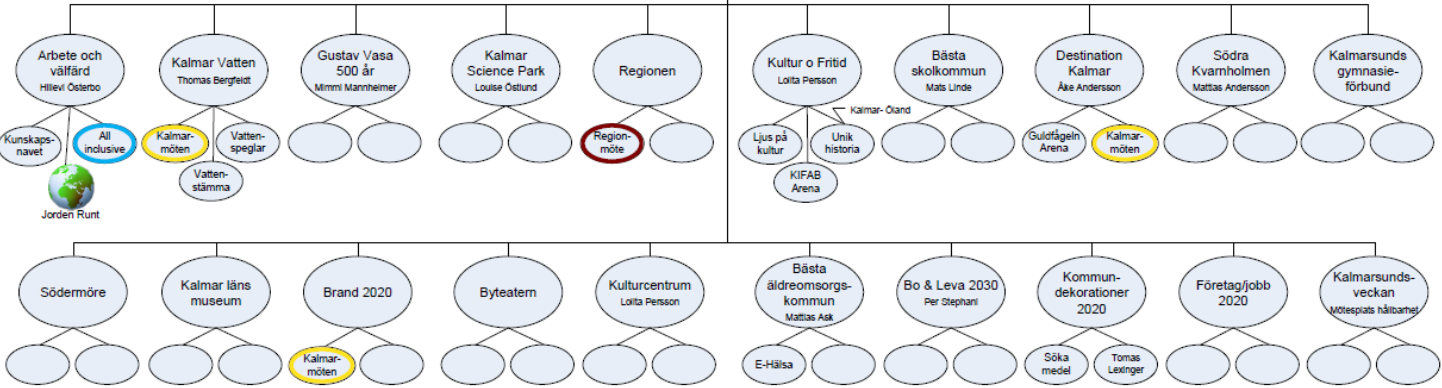 Arbete och
välfärd
Hillevi Österbo
Kalmar Vatten
Thomas Bergfeldt
Gustav Vasa
500 år
Mimmi Mannheimer
Kalmar
Science Park
Louise Östlund
Regionen
Kultur o Fritid
Lolita Persson
Bästa
skolkommun
Mats Linde
Destination
Kalmar
Åke Andersson
Södra
Kvarnholmen
Mattias Andersson
Kalmarsunds
gymnasie-
förbund
Kunskaps-
navet
All
inclusive
Jorden Runt
Kalmar-
möten
Vatten-
speglar
Vatten-
stämma
Region-
möte
Kalmar- Öland
Ljus på
kultur
Unik
historia
KIFAB
Arena
Guldfågeln
Arena
Kalmar-
möten
Södermöre
Kalmar läns
museum
Brand 2020
Byteatern
Kulturcentrum
Lolita Persson
Bästa
äldreomsorgs-
kommun
Mattias Ask
Bo & Leva 2030
Per Stephani
Kommun-
dekorationer
2020
Företag/jobb
2020
Kalmarsunds-
veckan
Mötesplats hållbarhet
Kalmar-
möten
E-Hälsa
Söka
medel
Tomas
Lexinger